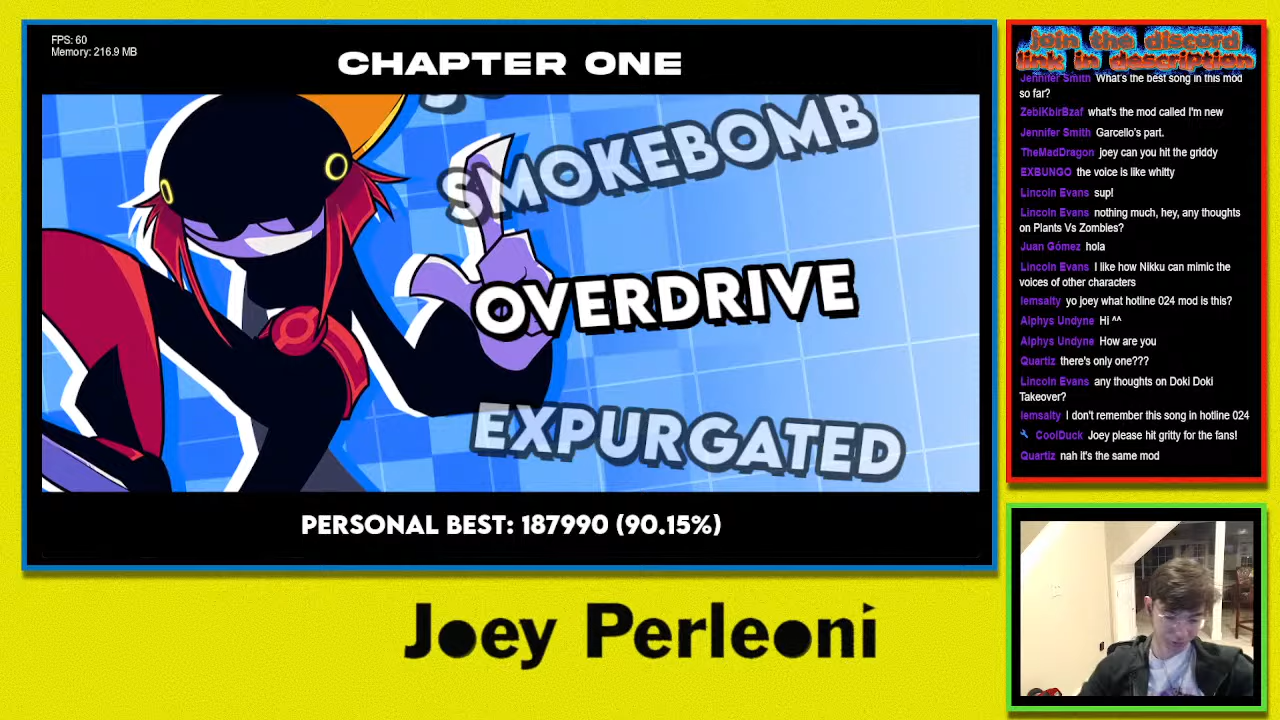 FPS: 60
Memory: 216.9 MB
CHAPTER ONE
SMOKEBOMB
OVERDRIVE
EXPURGATED
PERSONAL BEST: 187990 (90.15%)
Joey Perleoni
join the discord
link in description
Jennifer Smith What's the best song in this mod
so far?
ZebiKbirBzaf what's the mod called I'm new
Jennifer Smith Garcello's part.
TheMadDragon joey can you hit the griddy
EXBUNGO the voice is like whitty
Lincoln Evans sup!
Lincoln Evans nothing much, hey, any thoughts
on Plants Vs Zombies?
Juan Gómez hola
Lincoln Evans I like how Nikku can mimic the
voices of other characters
lemsalty yo joey what hotline 024 mod is this?
Alphys Undyne Hi ^^
Alphys Undyne How are you
Quartiz there's only one???
Lincoln Evans any thoughts on Doki Doki
Takeover?
lemsalty I don't remember this song in hotline 024
CoolDuck Joey please hit gritty for the fans!
Quartiz nah it's the same mod